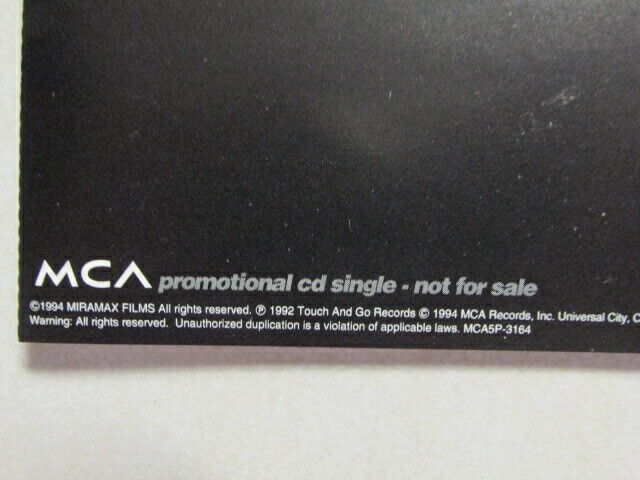 MCA promotional cd single - not for sale
©1994 MIRAMAX FILMS All rights reserved. ℗ 1992 Touch And Go Records © 1994 MCA Records, Inc. Universal City, C
Warning: All rights reserved. Unauthorized duplication is a violation of applicable laws. MCA5P-3164